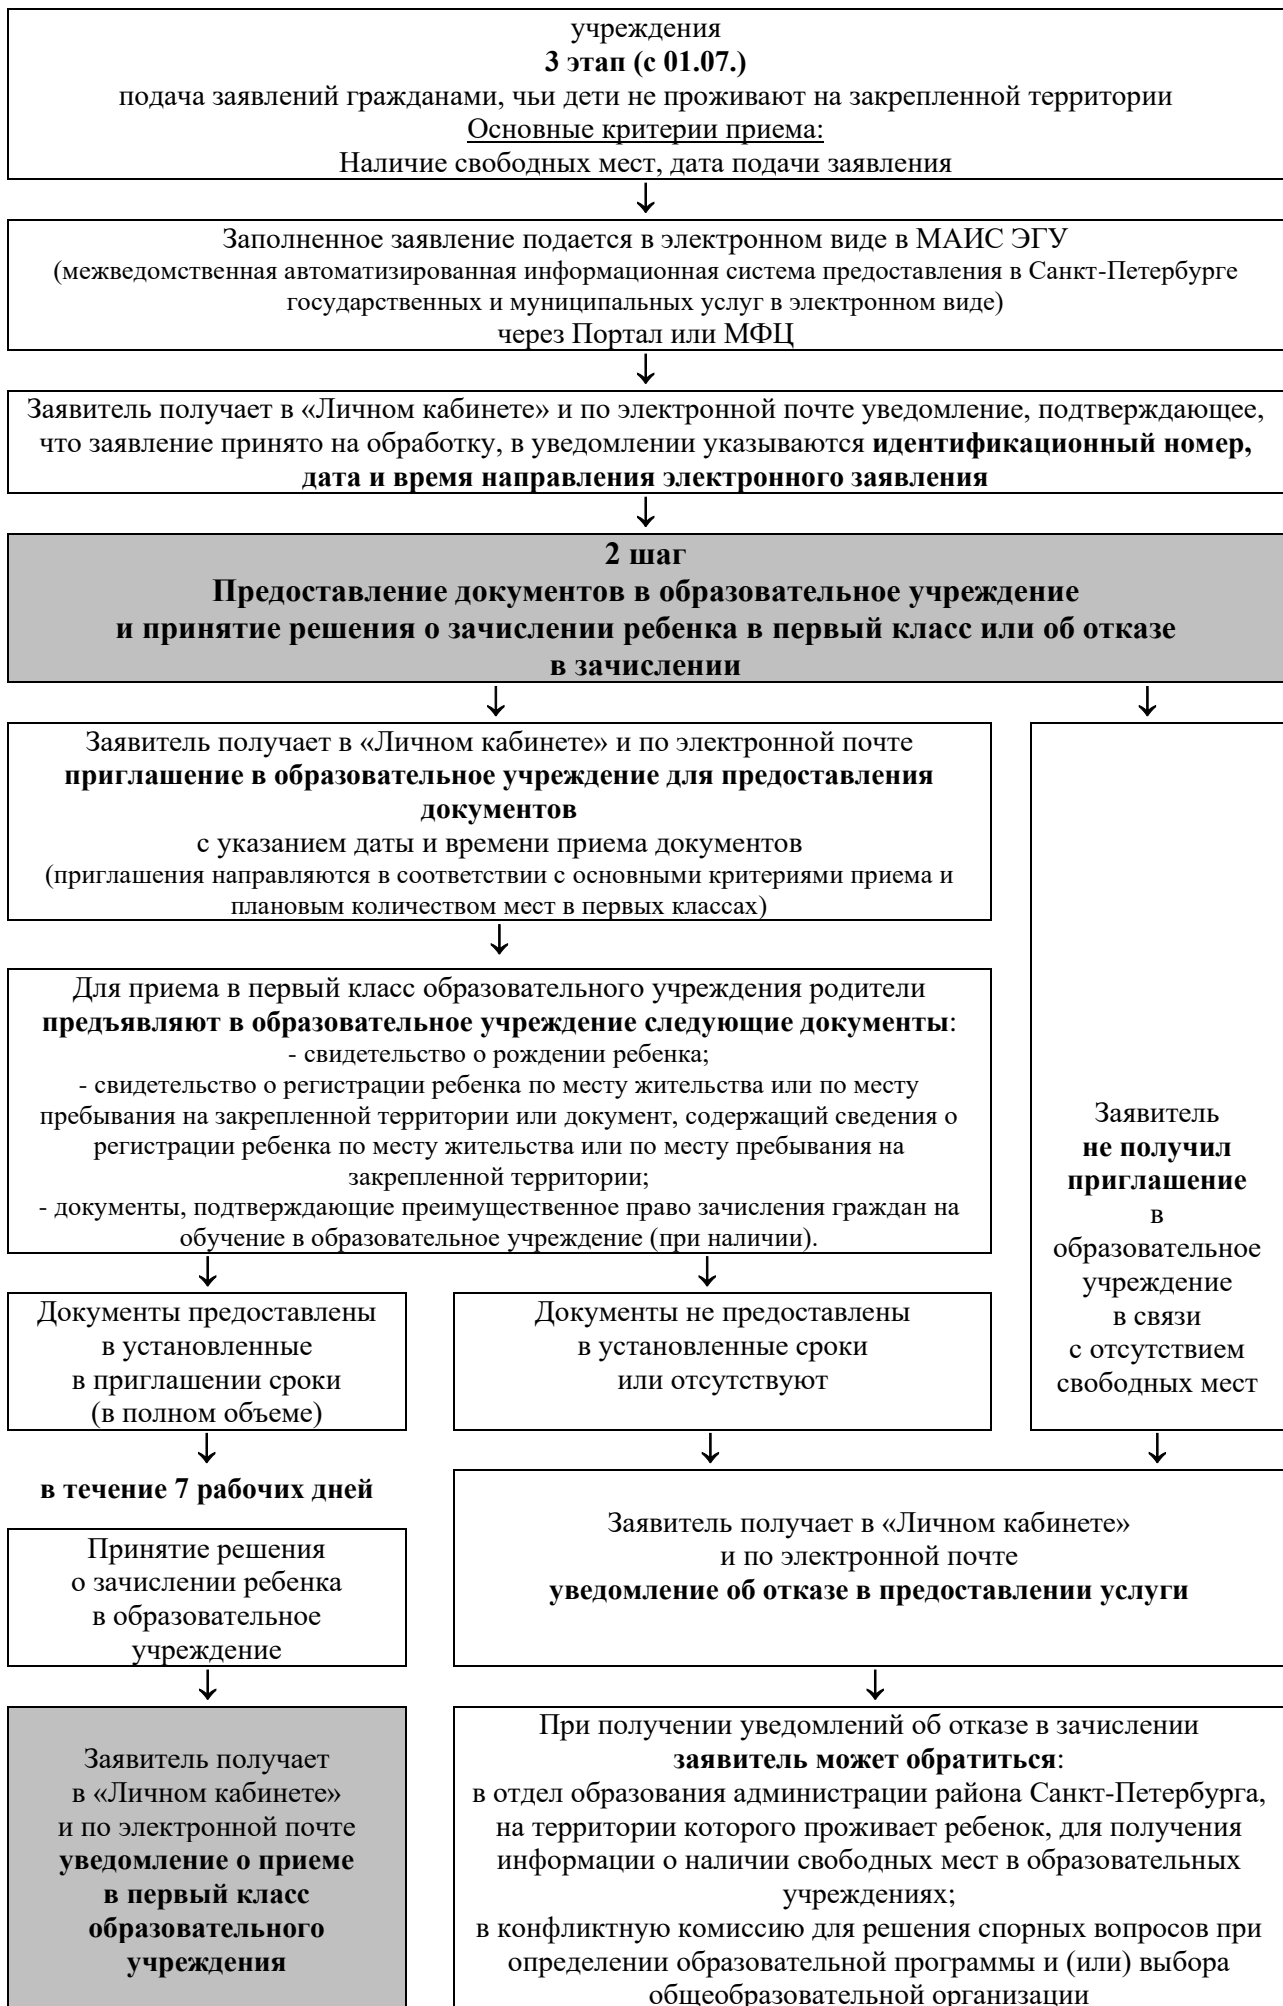 учреждения
3 этап (с 01.07.)
подача заявлений гражданами, чьи дети не проживают на закрепленной территории
Основные критерии приема:
Наличие свободных мест, дата подачи заявления
↓
Заполненное заявление подается в электронном виде в МАИС ЭГУ
(межведомственная автоматизированная информационная система предоставления в Санкт-Петербурге
государственных и муниципальных услуг в электронном виде)
через Портал или МФЦ
↓
Заявитель получает в «Личном кабинете» и по электронной почте уведомление, подтверждающее,
что заявление принято на обработку, в уведомлении указываются идентификационный номер,
дата и время направления электронного заявления
↓
2 шаг
Предоставление документов в образовательное учреждение
и принятие решения о зачислении ребенка в первый класс или об отказе
в зачислении
↓
↓
Заявитель получает в «Личном кабинете» и по электронной почте
приглашение в образовательное учреждение для предоставления
документов
с указанием даты и времени приема документов
(приглашения направляются в соответствии с основными критериями приема и
плановым количеством мест в первых классах)
↓
Для приема в первый класс образовательного учреждения родители
предъявляют в образовательное учреждение следующие документы:
- свидетельство о рождении ребенка;
- свидетельство о регистрации ребенка по месту жительства или по месту
пребывания на закрепленной территории или документ, содержащий сведения о
регистрации ребенка по месту жительства или по месту пребывания на
закрепленной территории;
- документы, подтверждающие преимущественное право зачисления граждан на
обучение в образовательное учреждение (при наличии).
Заявитель
не получил
приглашение
в
образовательное
учреждение
в связи
с отсутствием
свободных мест
↓
↓
Документы предоставлены
в установленные
в приглашении сроки
(в полном объеме)
Документы не предоставлены
в установленные сроки
или отсутствуют
↓
↓
↓
в течение 7 рабочих дней
Принятие решения
о зачислении ребенка
в образовательное
учреждение
Заявитель получает в «Личном кабинете»
и по электронной почте
уведомление об отказе в предоставлении услуги
↓
↓
Заявитель получает
в «Личном кабинете»
и по электронной почте
уведомление о приеме
в первый класс
образовательного
учреждения
При получении уведомлений об отказе в зачислении
заявитель может обратиться:
в отдел образования администрации района Санкт-Петербурга,
на территории которого проживает ребенок, для получения
информации о наличии свободных мест в образовательных
учреждениях;
в конфликтную комиссию для решения спорных вопросов при
определении образовательной программы и (или) выбора
общеобразовательной организации